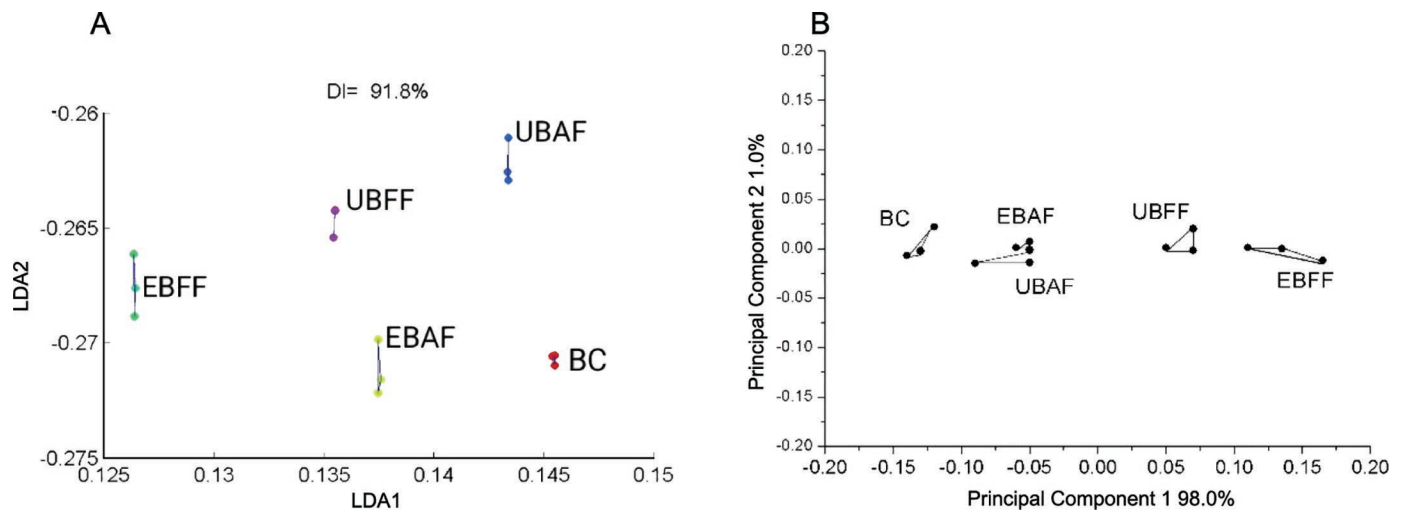 A
DI= 91.8%
-0.26
-0.265
-0.27
-0.275
LDA2
UBAF
UBFF
EBFF
EBAF
BC
0.125 0.13 0.135 0.14 0.145 0.15
LDA1
B
0.20
0.15
0.10
0.05
0.00
-0.05
-0.10
-0.15
-0.20
Principal Component 2 1.0%
BC
EBAF
UBAF
UBFF
EBFF
-0.20 -0.15 -0.10 -0.05 0.00 0.05 0.10 0.15 0.20
Principal Component 1 98.0%